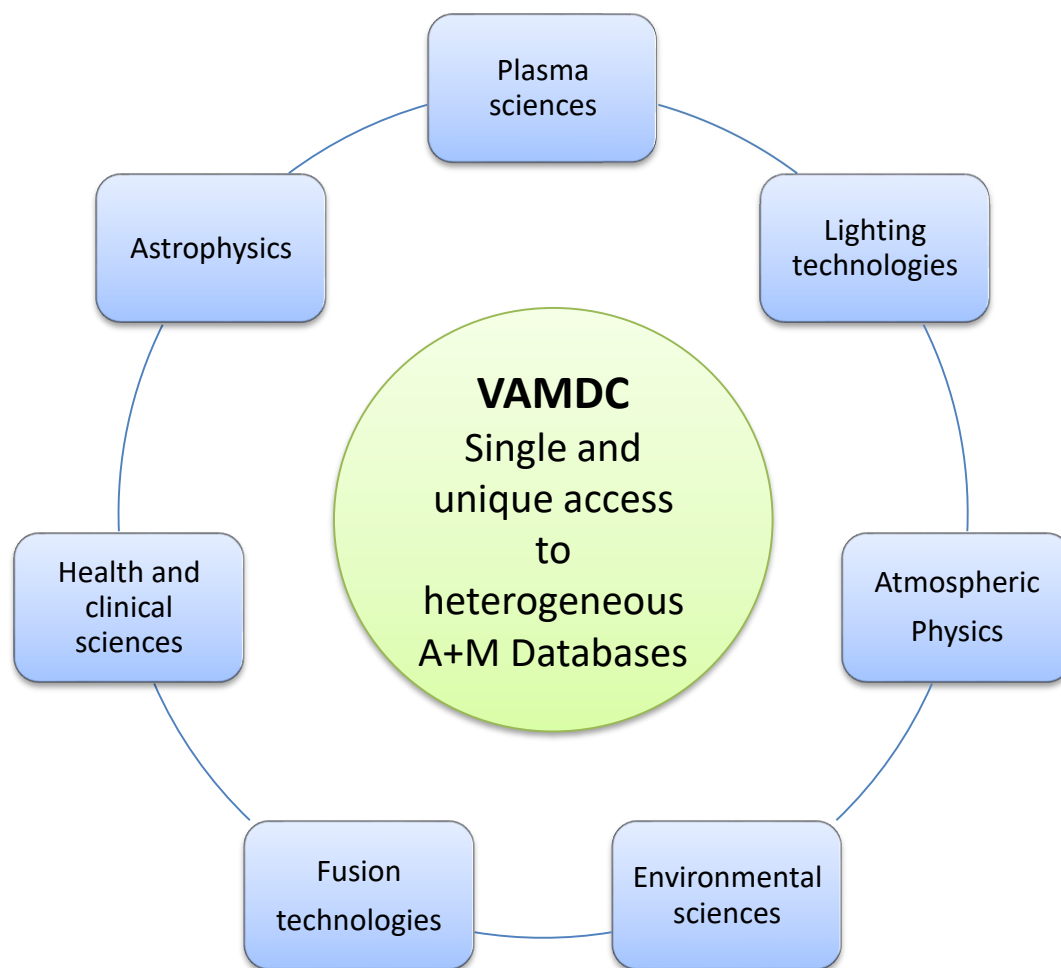 Plasma
sciences
Astrophysics
Lighting
technologies
VAMDC
Single and
unique access
to
heterogeneous
A+M Databases
Health and
clinical
sciences
Atmospheric
Physics
Fusion
technologies
Environmental
sciences